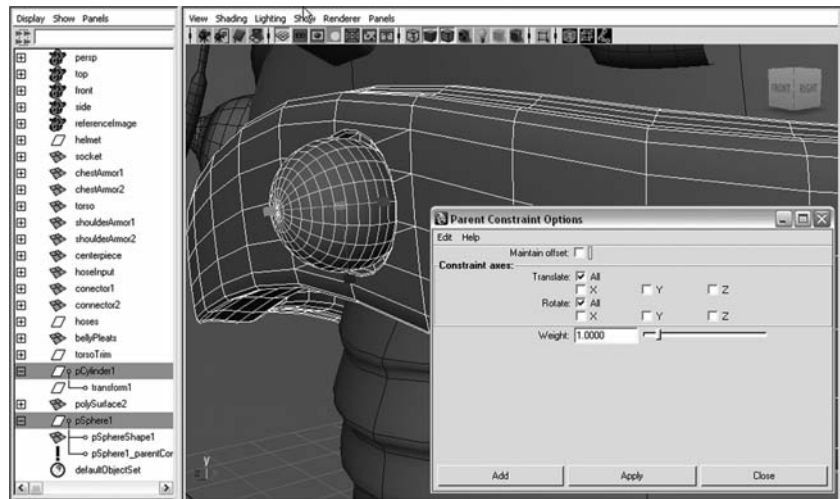 Display Show Panels
persp
top
front
side
referenceImage
helmet
socket
chestArmor1
chestArmor2
torso
shoulderArmor1
shoulderArmor2
centerpiece
hoseInput
conector1
connector2
hoses
bellyPleats
torsoTrim
pCylinder1
transform1
polySurface2
pSphere1
pSphereShape1
pSphere1_parentCor
defaultObjectSet
View Shading Lighting Show Renderer Panels
FRONT RIGHT
Parent Constraint Options
Edit Help
Maintain offset:
Constraint axes:
Translate: All
X Y Z
Rotate: All
X Y Z
Weight: 1.0000
Add Apply Close
Y